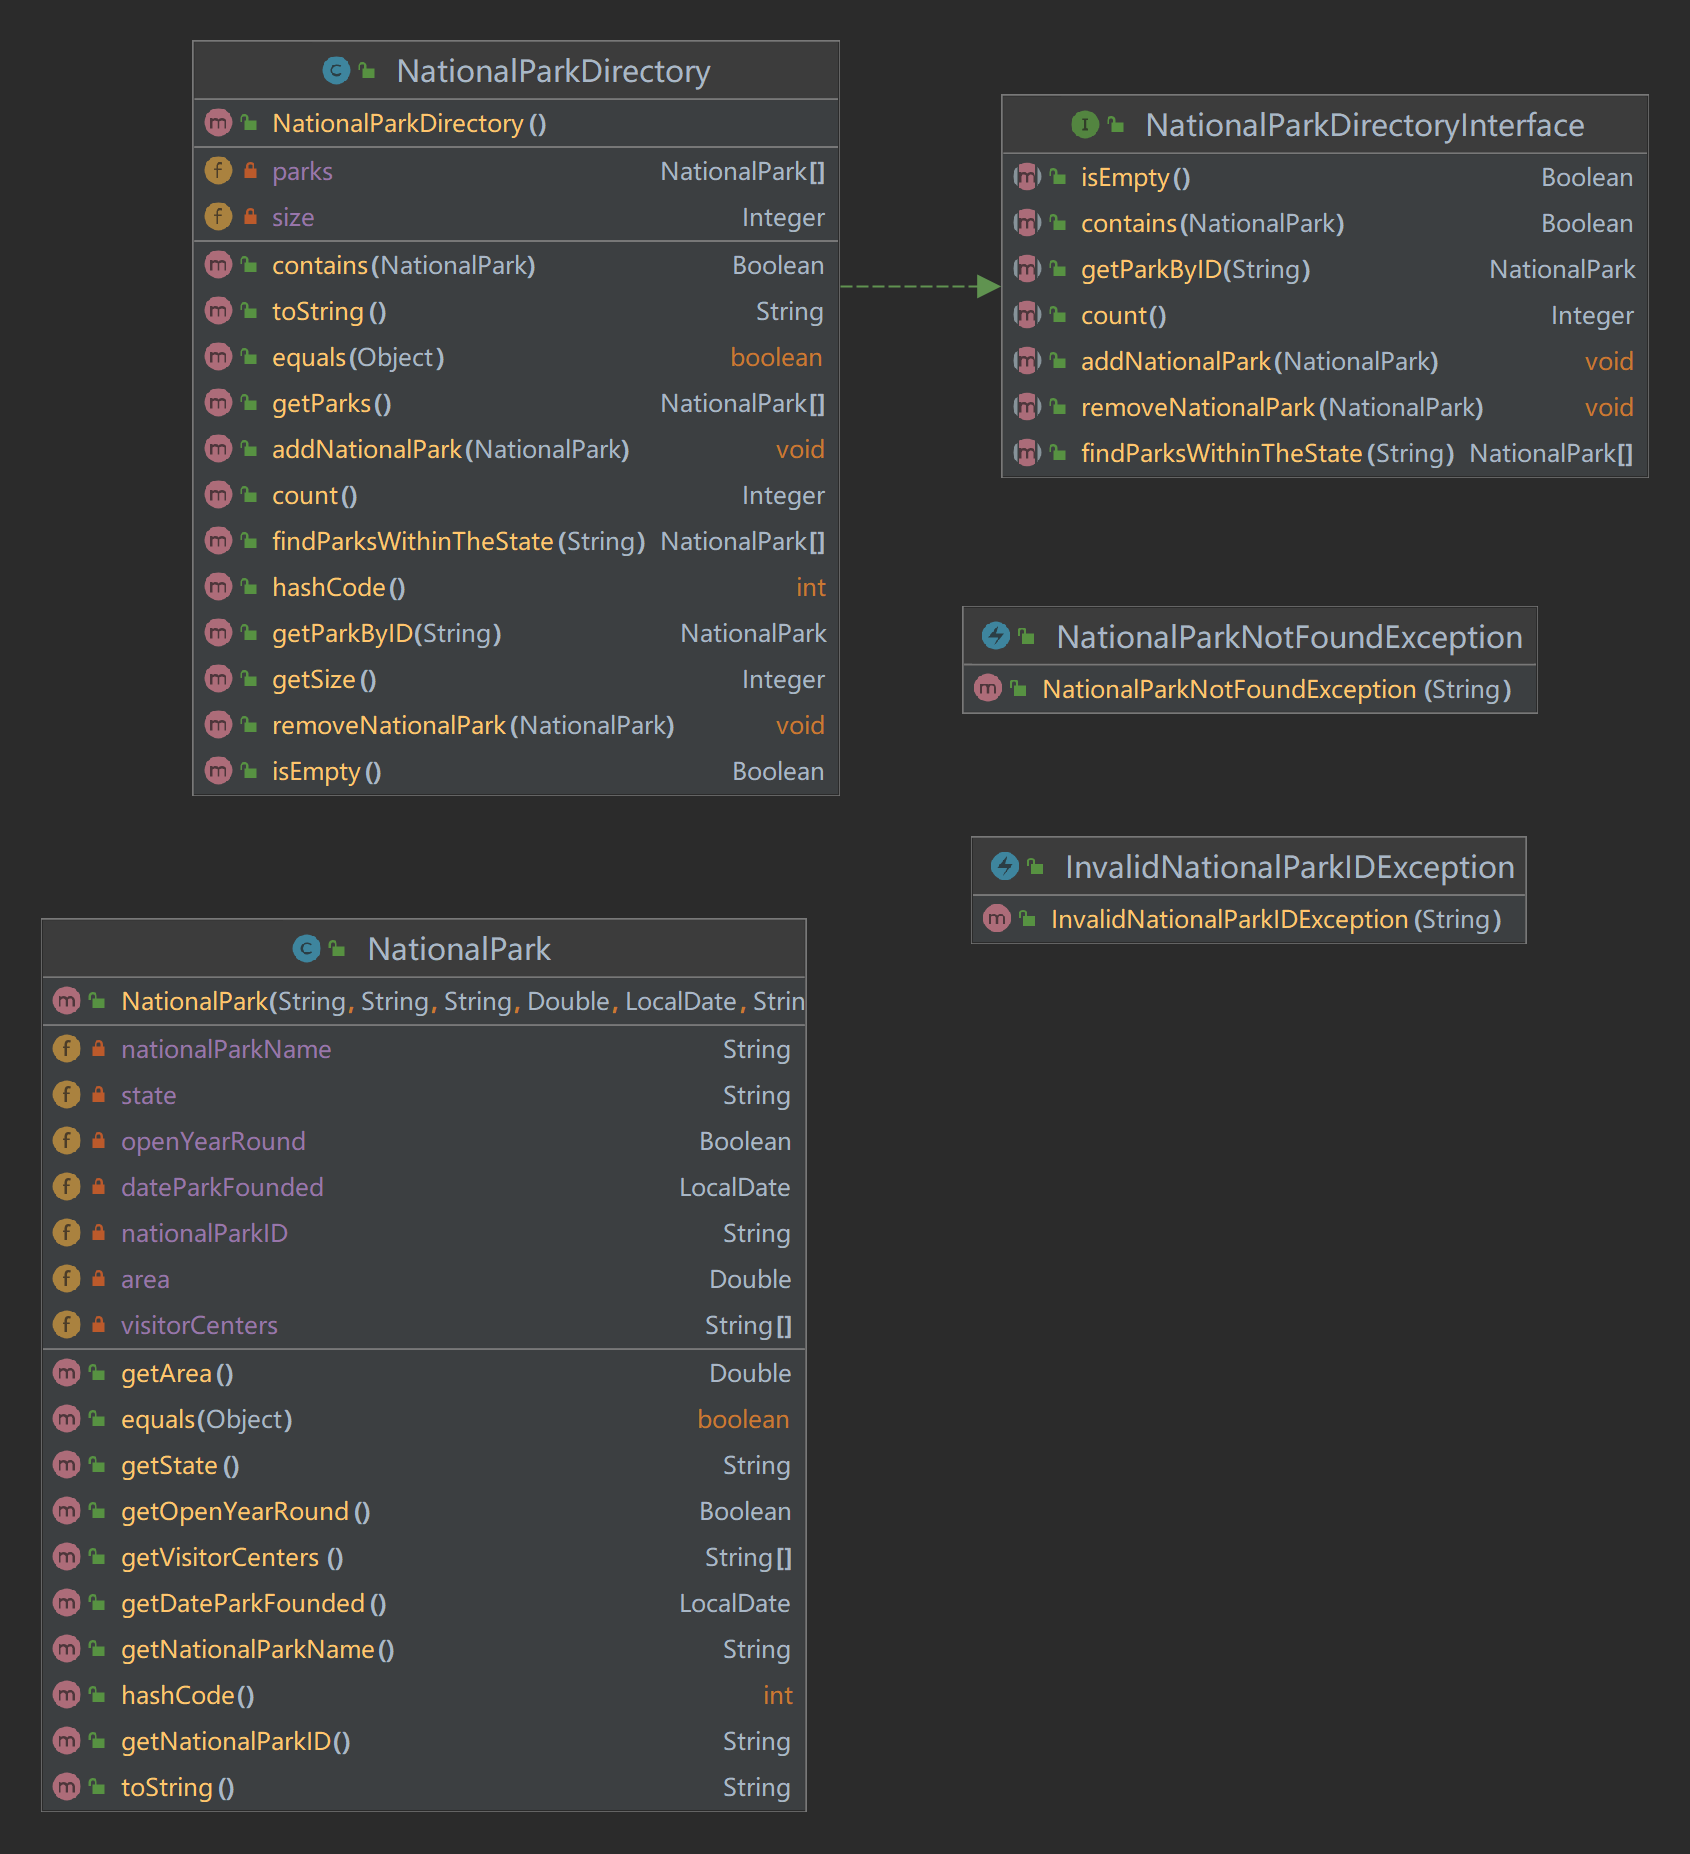 NationalParkDirectory
NationalParkDirectory()
parks NationalPark[]
size Integer
contains(NationalPark) Boolean
toString() String
equals(Object) boolean
getParks() NationalPark[]
addNationalPark(NationalPark) void
count() Integer
findParksWithinTheState(String) NationalPark[]
hashCode() int
getParkByID(String) NationalPark
getSize() Integer
removeNationalPark(NationalPark) void
isEmpty() Boolean
NationalParkDirectoryInterface
isEmpty() Boolean
contains(NationalPark) Boolean
getParkByID(String) NationalPark
count() Integer
addNationalPark(NationalPark) void
removeNationalPark(NationalPark) void
findParksWithinTheState(String) NationalPark[]
NationalParkNotFoundException
NationalParkNotFoundException(String)
InvalidNationalParkIDException
InvalidNationalParkIDException(String)
NationalPark
NationalPark(String, String, String, Double, LocalDate, Strin
nationalParkName String
state String
openYearRound Boolean
dateParkFounded LocalDate
nationalParkID String
area Double
visitorCenters String[]
getArea() Double
equals(Object) boolean
getState() String
getOpenYearRound() Boolean
getVisitorCenters() String[]
getDateParkFounded() LocalDate
getNationalParkName() String
hashCode() int
getNationalParkID() String
toString() String